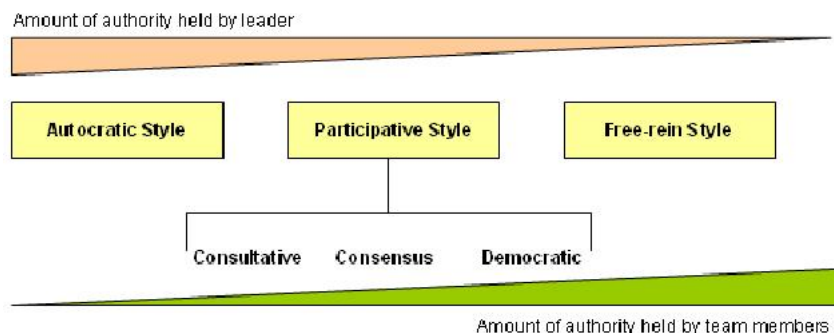 Amount of authority held by leader
Autocratic Style
Participative Style
Free-rein Style
Consultative
Consensus
Democratic
Amount of authority held by team members